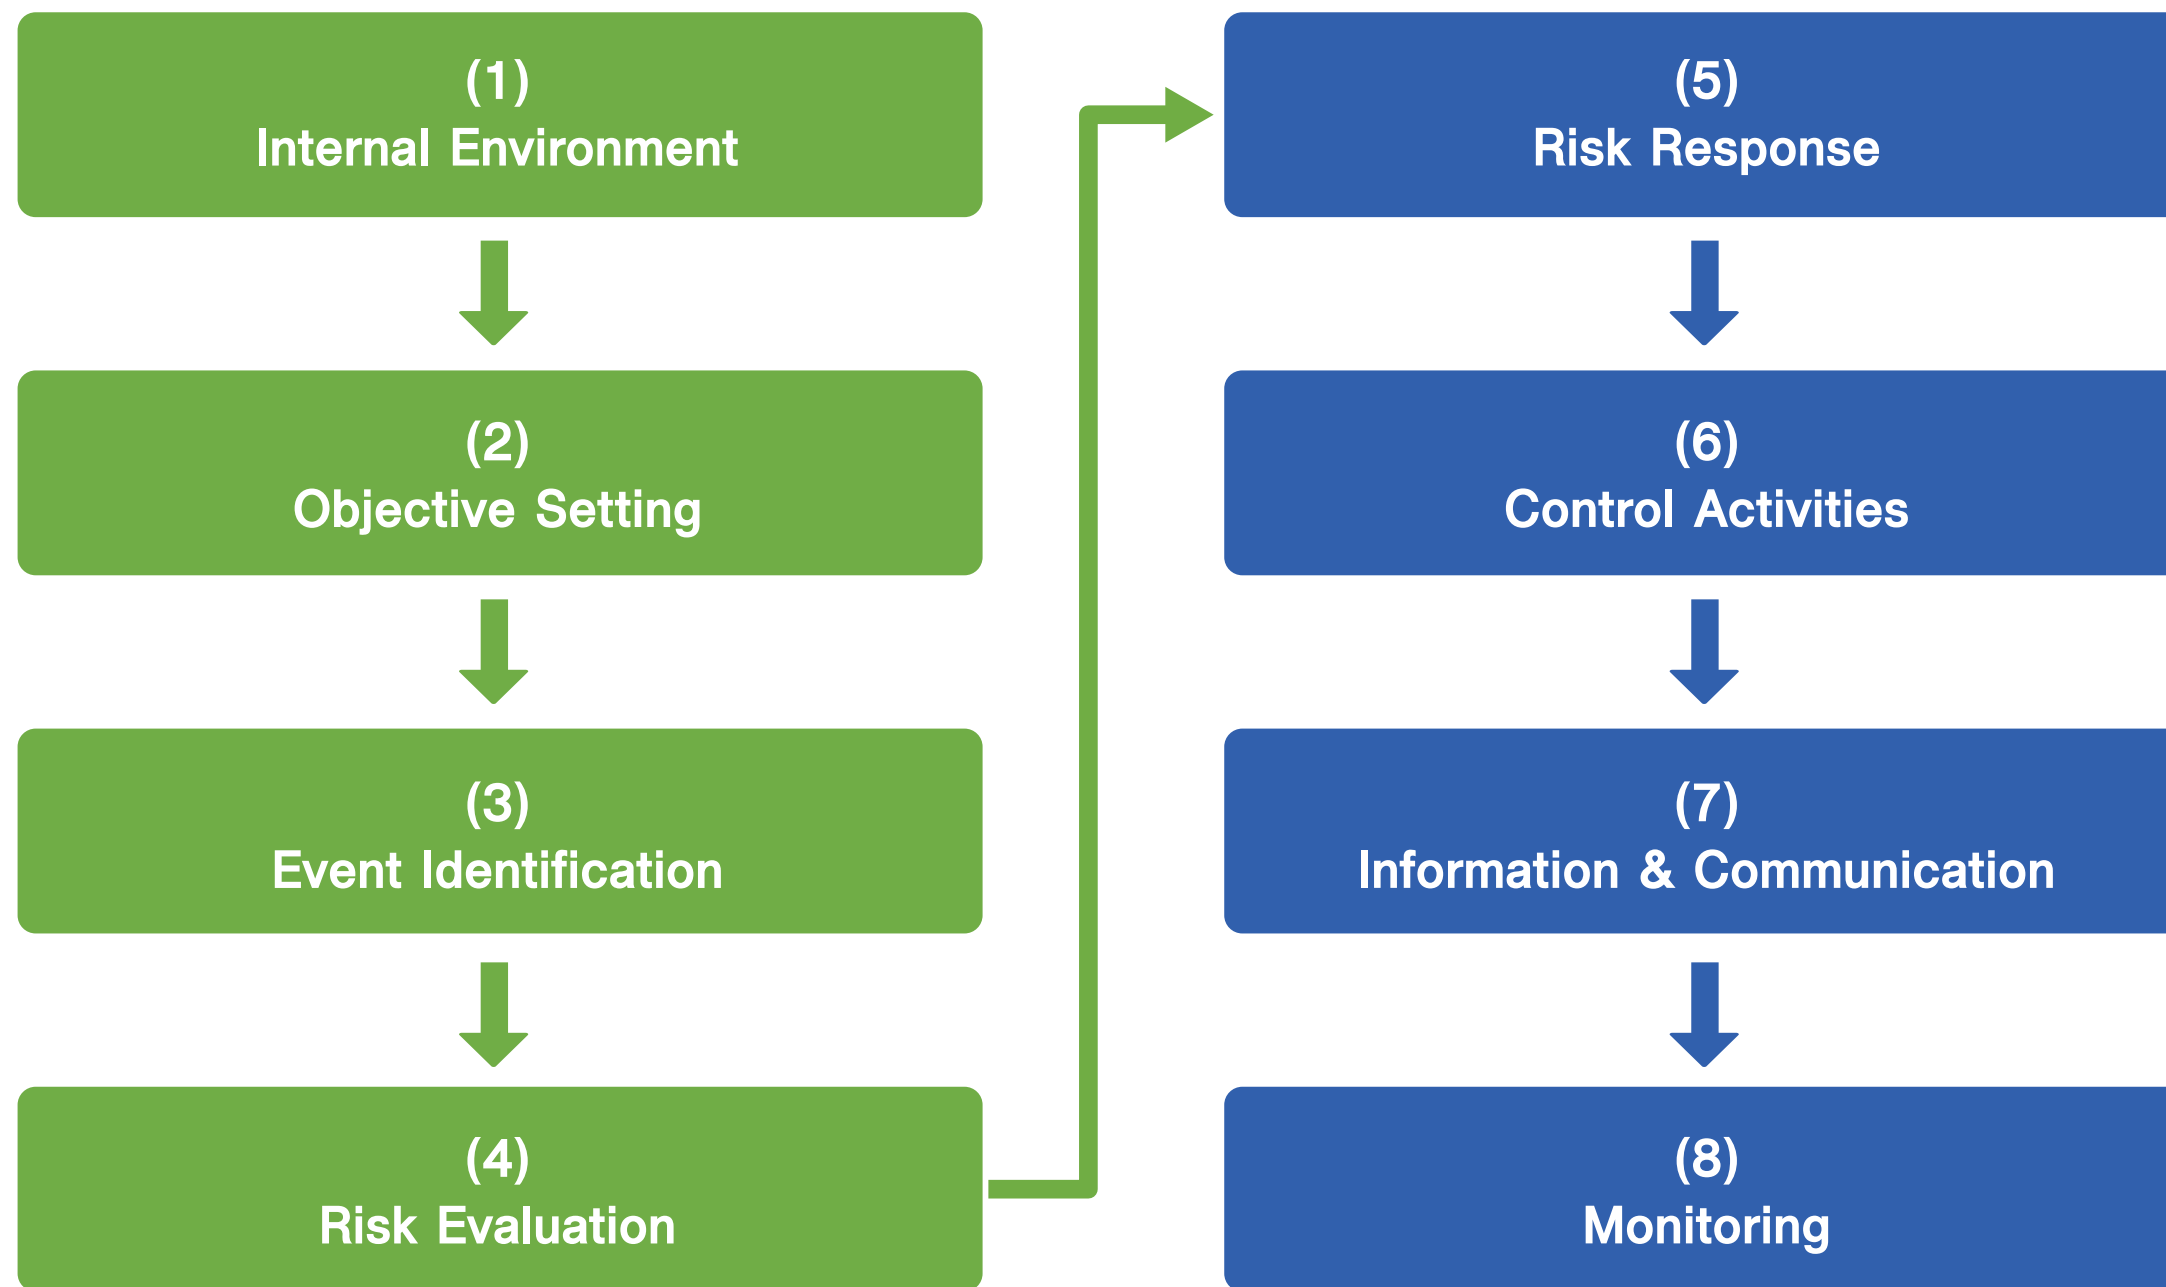 (1)
Internal Environment
(2)
Objective Setting
(3)
Event Identification
(4)
Risk Evaluation
(5)
Risk Response
(6)
Control Activities
(7)
Information & Communication
(8)
Monitoring